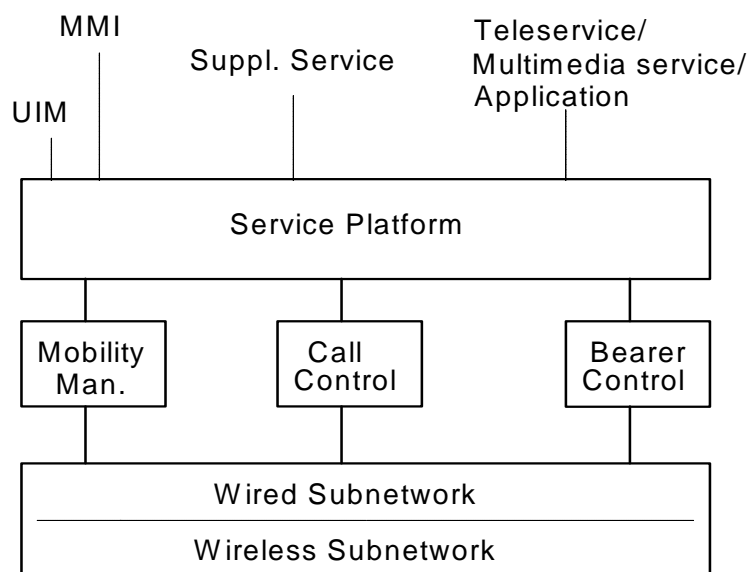 MMI
Suppl. Service
Teleservice/
Multimedia service/
Application
UIM
Service Platform
Mobility
Man.
Call
Control
Bearer
Control
Wired Subnetwork
Wireless Subnetwork